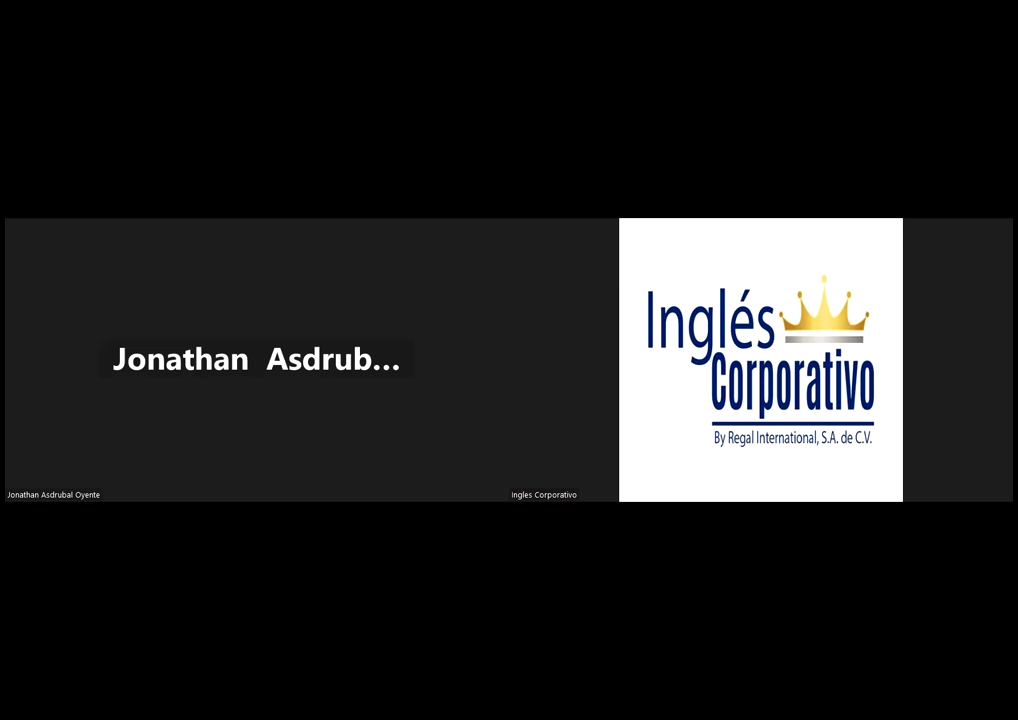 Jonathan Asdrub...
Jonathan Asdrubal Oyente
Inglés
Corporativo
By Regal International, S.A. de C.V.
Ingles Corporativo